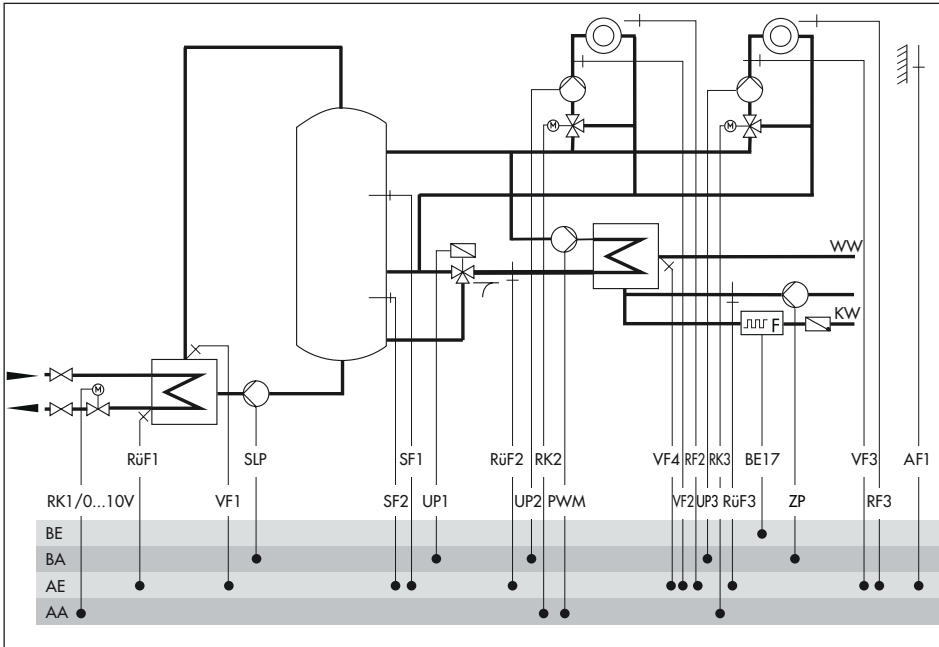 M
M
WW
KW
F
M
RüF1 SLP SF1 RüF2 RK2 VF4 RF2 RK3 BE17 VF3 AF1
RK1/0...10V VF1 SF2 UP1 UP2 PWM VF2 UP3 RüF3 ZP RF3
BE
BA
AE
AA